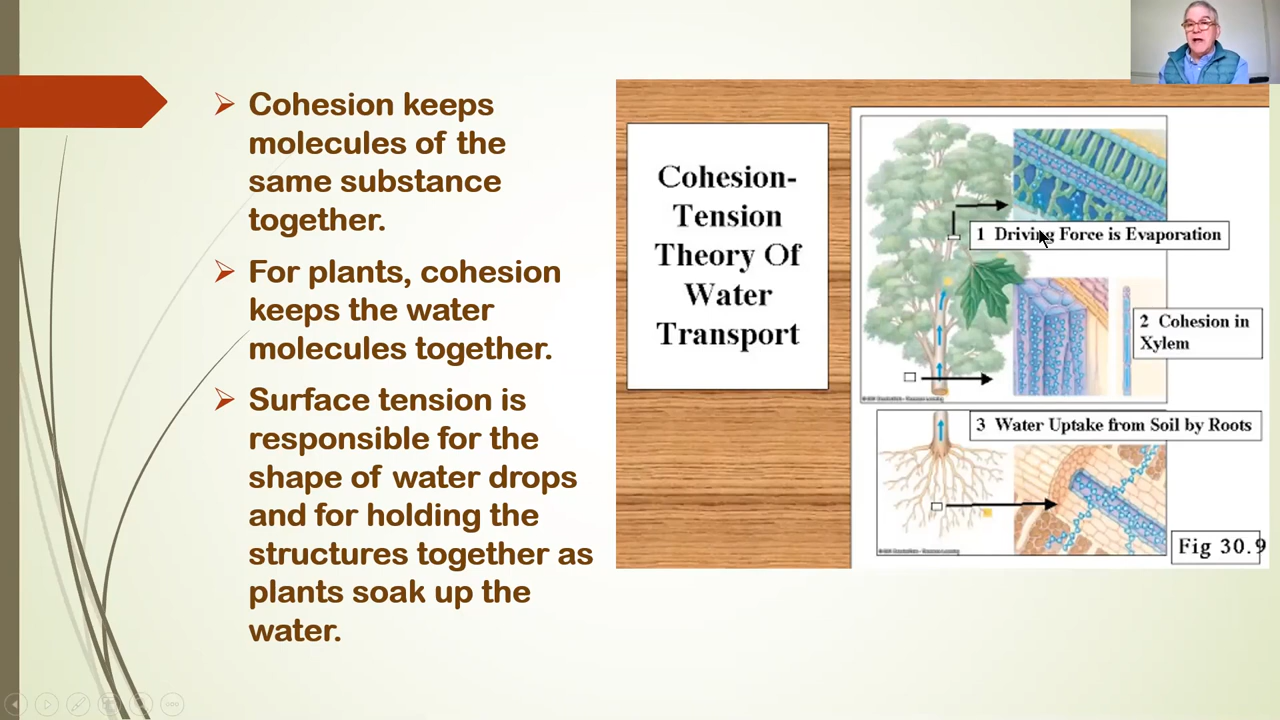 Cohesion keeps
molecules of the
same substance
together.
For plants, cohesion
keeps the water
molecules together.
Surface tension is
responsible for the
shape of water drops
and for holding the
structures together as
plants soak up the
water.
Cohesion-
Tension
Theory Of
Water
Transport
1 Driving Force is Evaporation
2 Cohesion in
Xylem
3 Water Uptake from Soil by Roots
Fig 30.9